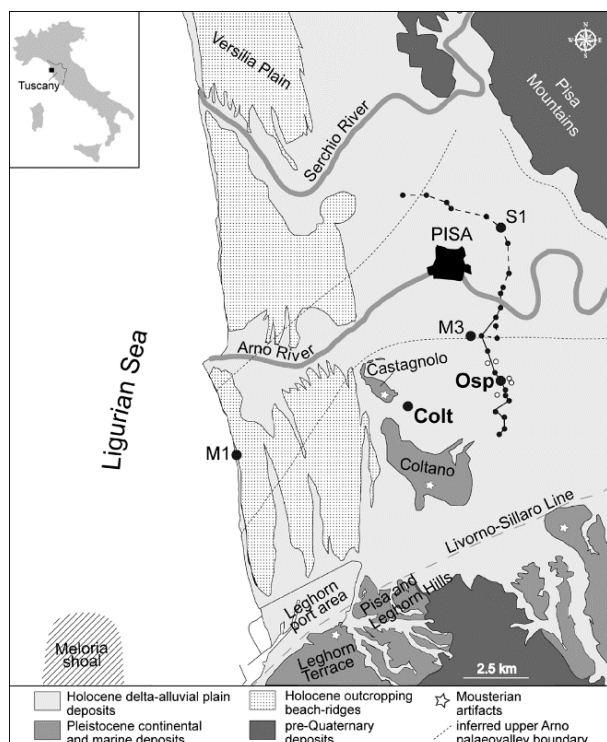 Tuscany
Versilia Plain
Serchio River
Pisa
Mountains
S1
PISA
M3
Arno River
Castagnolo
Osp
Colt
Ligurian Sea
M1
Coltano
Livorno-Sillaro Line
Leghorn
port area
Pisa and
Leghorn Hills
Leghorn
Terrace
Meloria
shoal
2.5 km
Holocene delta-alluvial plain
deposits
Holocene outcropping
beach-ridges
Mousterian
artifacts
Pleistocene continental
and marine deposits
pre-Quaternary
deposits
inferred upper Arno
palaeovalley boundary